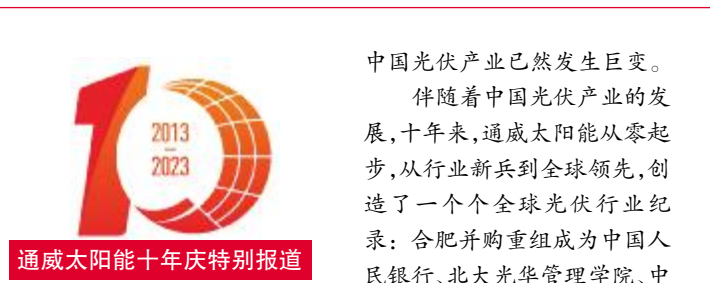 2013
2023
通威太阳能十年庆特别报道
中国光伏产业已然发生巨变。
伴随着中国光伏产业的发
展,十年来,通威太阳能从零起
步,从行业新兵到全球领先,创
造了一个个全球光伏行业纪
录：合肥并购重组成为中国人
民银行、北大光华管理学院、中